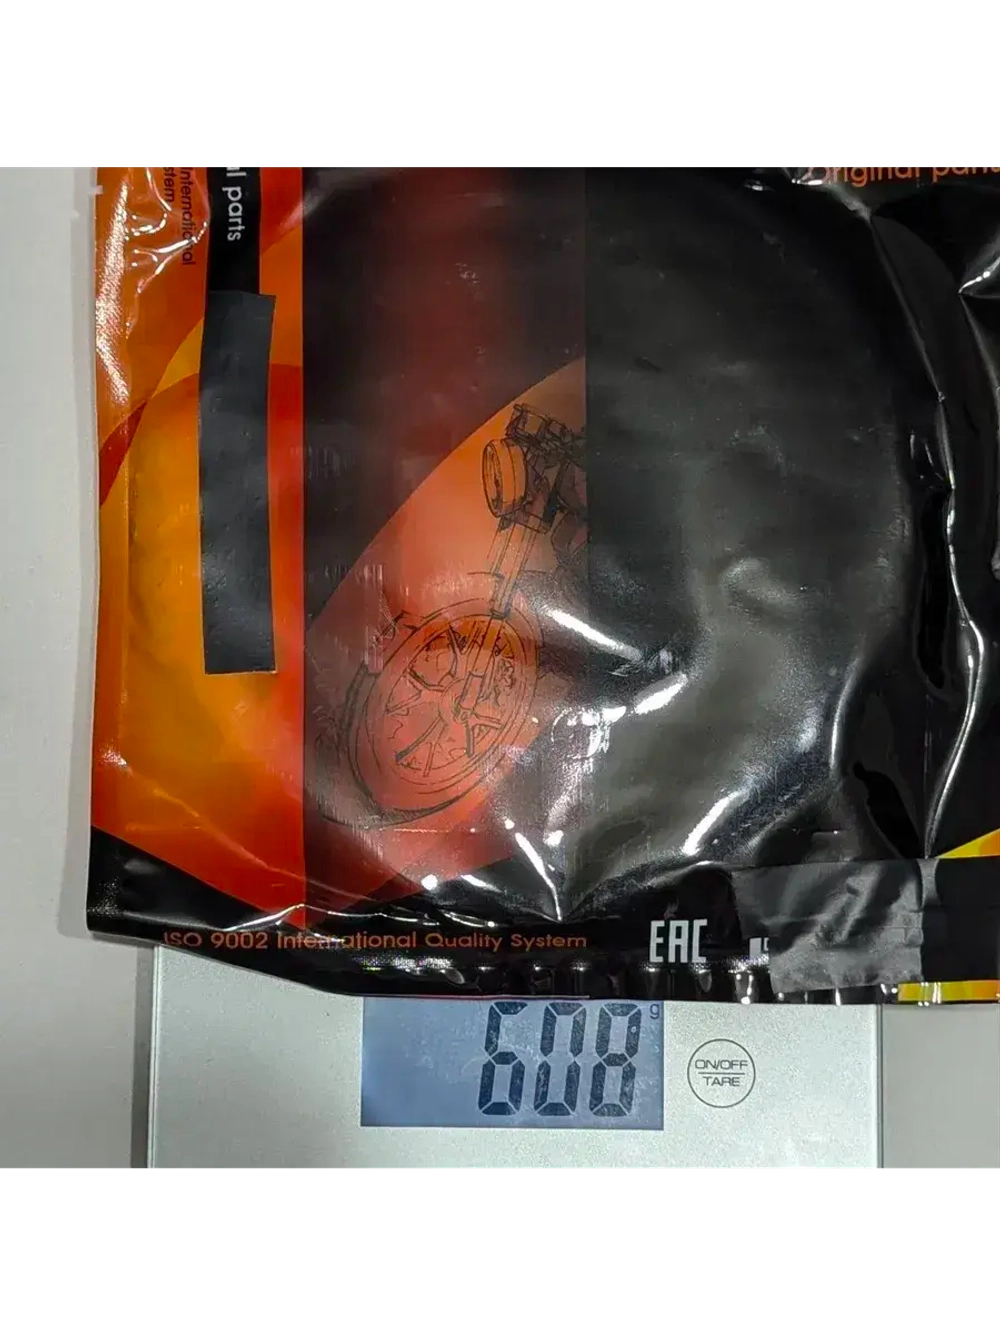 Original parts
al parts
International
stem
ISO 9002 International Quality System
EAC
608
g
ON/OFF
TARE